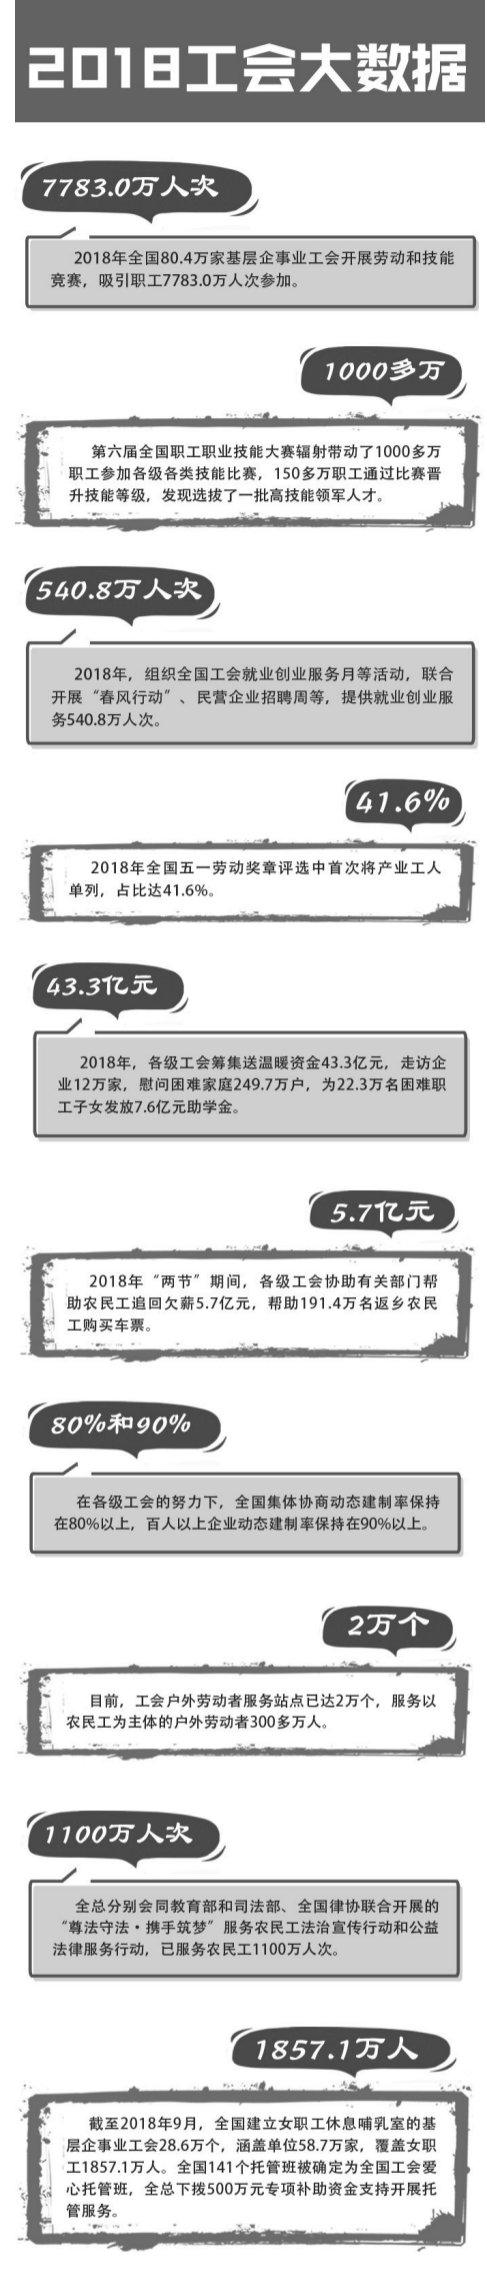 2018工会大数据
7783.0万人次
2018年全国80.4万家基层企事业工会开展劳动和技能
竞赛，吸引职工7783.0万人次参加。
1000多万
第六届全国职工职业技能大赛辐射带动了1000多万
职工参加各级各类技能比赛，150多万职工通过比赛晋
升技能等级，发现选拔了一批高技能领军人才。
540.8万人次
2018年，组织全国工会就业创业服务月等活动，联合
开展“春风行动”、民营企业招聘周等，提供就业创业服
务540.8万人次。
41.6%
2018年全国五一劳动奖章评选中首次将产业工人
单列，占比达41.6%。
43.3亿元
2018年，各级工会筹集送温暖资金43.3亿元，走访企
业12万家，慰问困难家庭249.7万户，为22.3万名困难职
工子女发放7.6亿元助学金。
5.7亿元
2018年“两节”期间，各级工会协助有关部门帮
助农民工追回欠薪5.7亿元，帮助191.4万名返乡农民
工购买车票。
80%和90%
在各级工会的努力下，全国集体协商动态建制率保持
在80%以上，百人以上企业动态建制率保持在90%以上。
2万个
目前，工会户外劳动者服务站点已达2万个，服务以
农民工为主体的户外劳动者300多万人。
1100万人次
全总分别会同教育部和司法部、全国律协联合开展的
“尊法守法·携手筑梦”服务农民工法治宣传行动和公益
法律服务行动，已服务农民工1100万人次。
1857.1万人
截至2018年9月，全国建立女职工休息哺乳室的基
层企事业工会28.6万个，涵盖单位58.7万家，覆盖女职
工1857.1万人。全国141个托管班被确定为全国工会爱
心托管班，全总下拨500万元专项补助资金支持开展托
管服务。